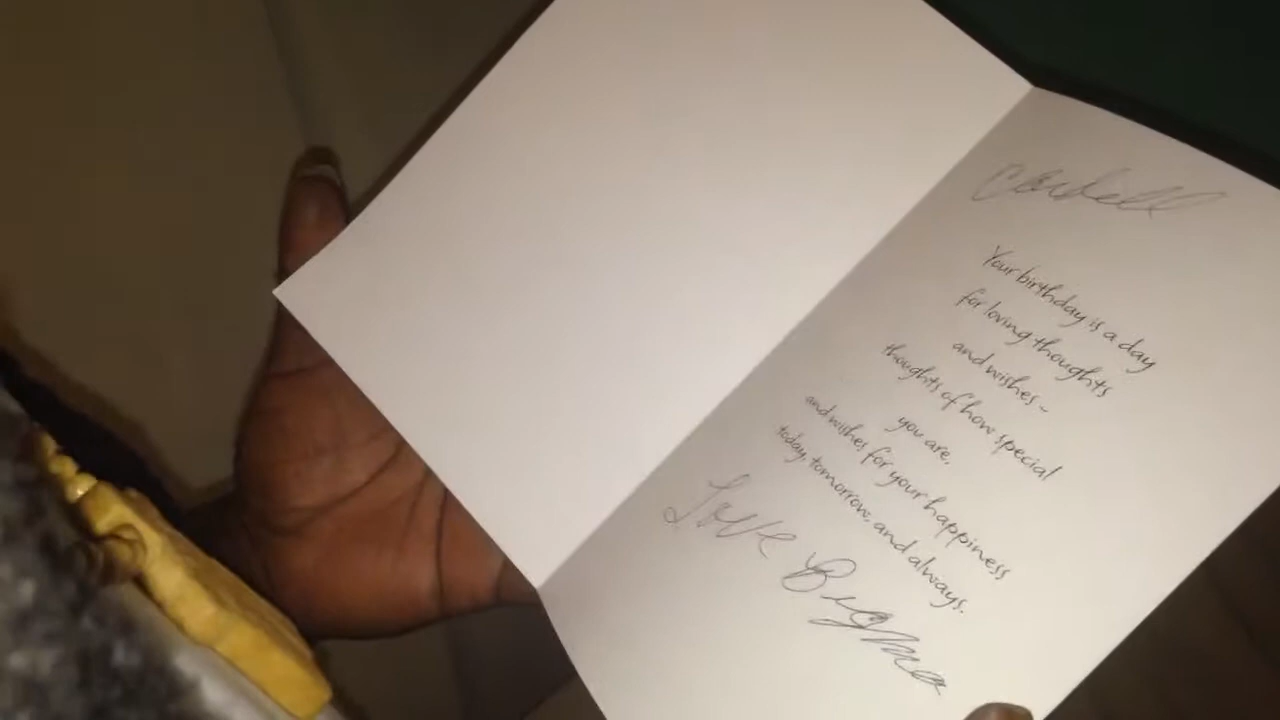 Your birthday is a day
for loving thoughts
and wishes~
thoughts of how special
you are,
and wishes for your happiness
today, tomorrow, and always.
Love Bigma